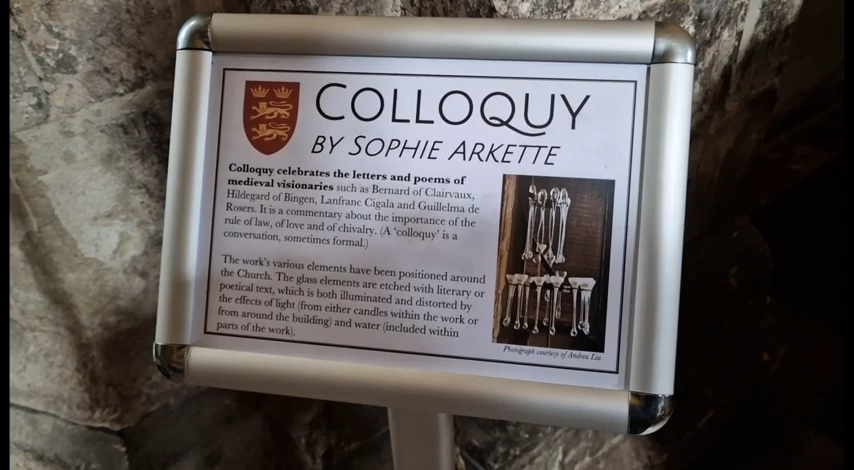 COLLOQUY
BY SOPHIE ARKETTE
Colloquy celebrates the letters and poems of
medieval visionaries such as Bernard of Clairvaux,
Hildegard of Bingen, Lanfranc Cigala and Guillelma de
Rosers. It is a commentary about the importance of the
rule of law, of love and of chivalry. (A 'colloquy' is a
conversation, sometimes formal.)
The work's various elements have been positioned around
the Church. The glass elements are etched with literary or
poetical text, which is both illuminated and distorted by
the effects of light (from either candles within the work or
from around the building) and water (included within
parts of the work).
Photograph courtesy of Andrea Liu